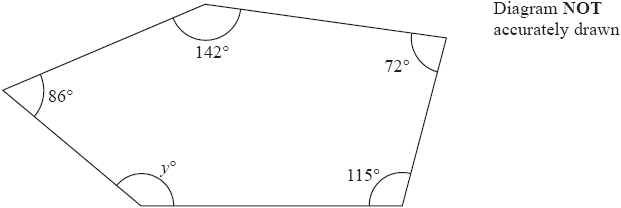 Diagram NOT
accurately drawn
142°
72°
86°
y°
115°